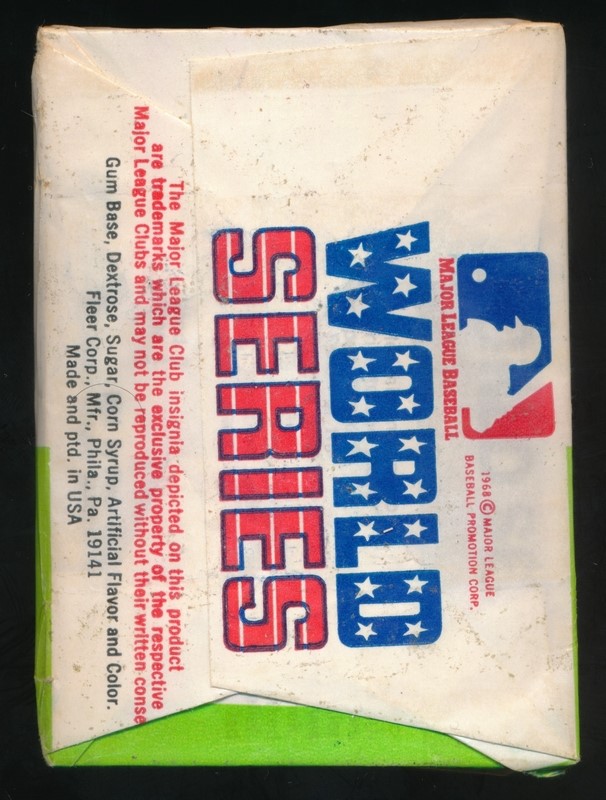 1968 © MAJOR LEAGUE
BASEBALL PROMOTION CORP.
MAJOR LEAGUE BASEBALL
WORLD
SERIES
The Major League Club insignia depicted on this product
are trademarks which are the exclusive property of the respective
Major League Clubs and may not be reproduced without their written conse
Gum Base, Dextrose, Sugar, Corn Syrup, Artificial Flavor and Color.
Fleer Corp., Mfr., Phila., Pa. 19141
Made and ptd. in USA